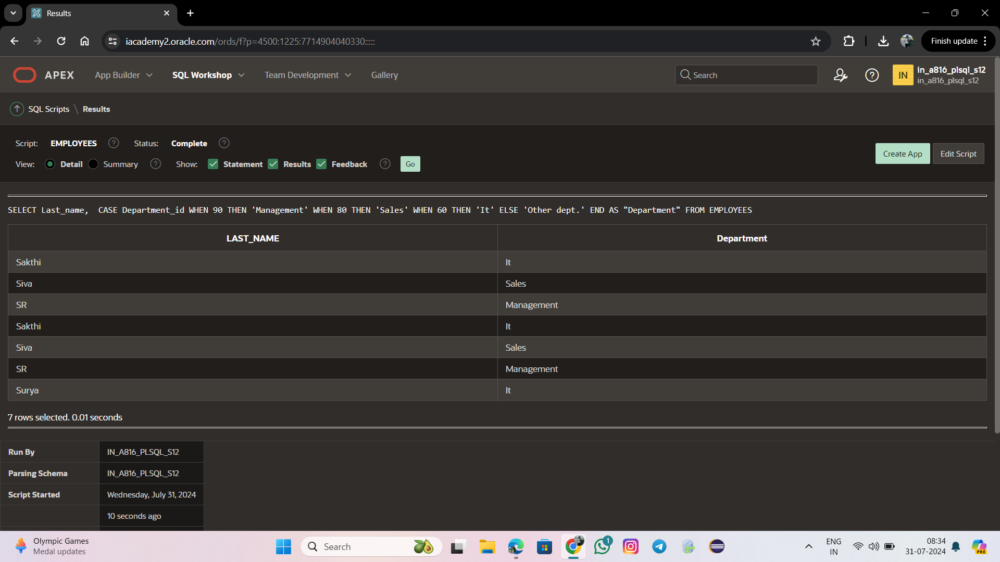 Results
iacademy2.oracle.com/ords/f?p=4500:1225:7714904040330:::::
Finish update
APEX
App Builder
SQL Workshop
Team Development
Gallery
Search
IN
in_a816_plsql_s12
in_a816_plsql_s12
SQL Scripts \ Results
Script: EMPLOYEES ? Status: Complete ?
View: Detail Summary ? Show: Statement Results Feedback ? Go
Create App
Edit Script
SELECT Last_name,  CASE Department_id WHEN 90 THEN 'Management' WHEN 80 THEN 'Sales' WHEN 60 THEN 'It' ELSE 'Other dept.' END AS "Department" FROM EMPLOYEES
LAST_NAME Department
Sakthi It
Siva Sales
SR Management
Sakthi It
Siva Sales
SR Management
Surya It
7 rows selected. 0.01 seconds
Run By IN_A816_PLSQL_S12
Parsing Schema IN_A816_PLSQL_S12
Script Started Wednesday, July 31, 2024
10 seconds ago
Olympic Games
Medal updates
Search
1
ENG
IN
08:34
31-07-2024
PRE